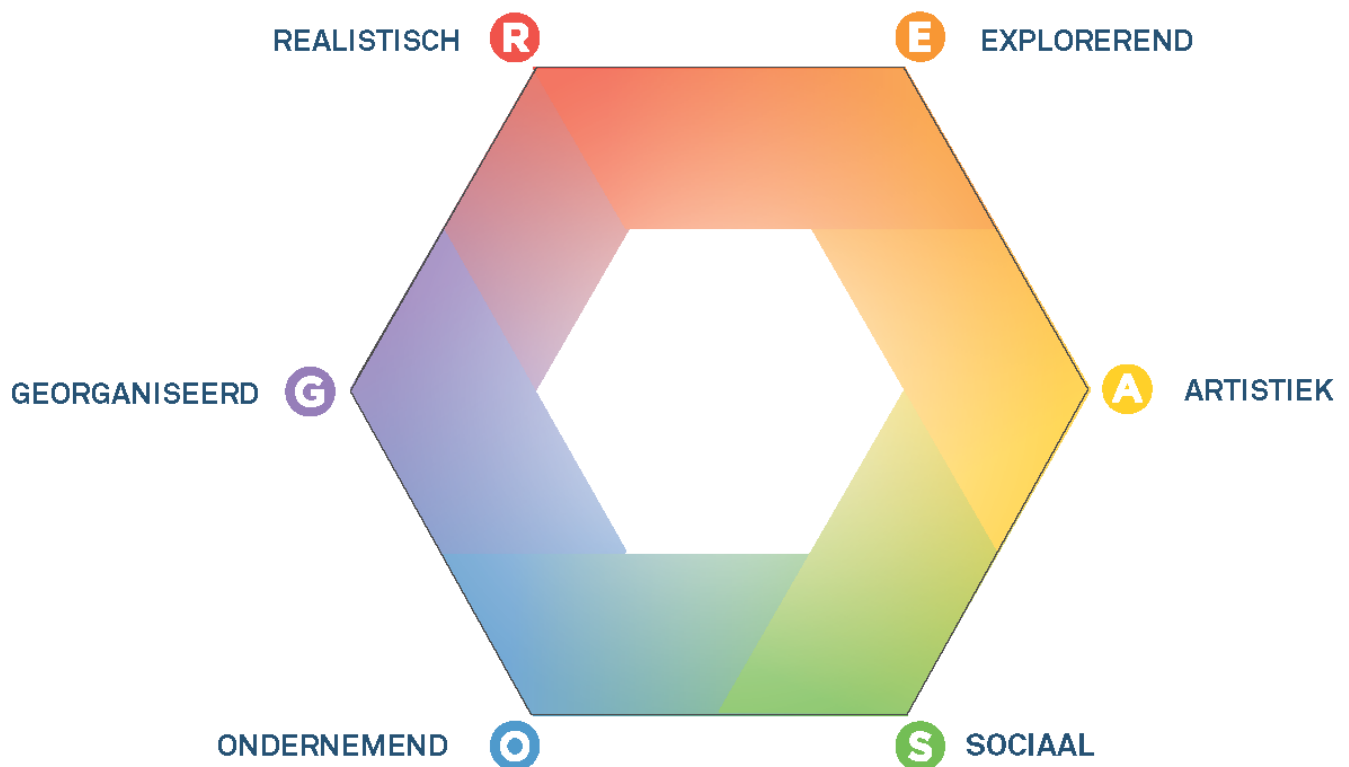 REALISTISCH R
E EXPLOREREND
GEORGANISEERD G
A ARTISTIEK
ONDERNEMEND O
S SOCIAAL